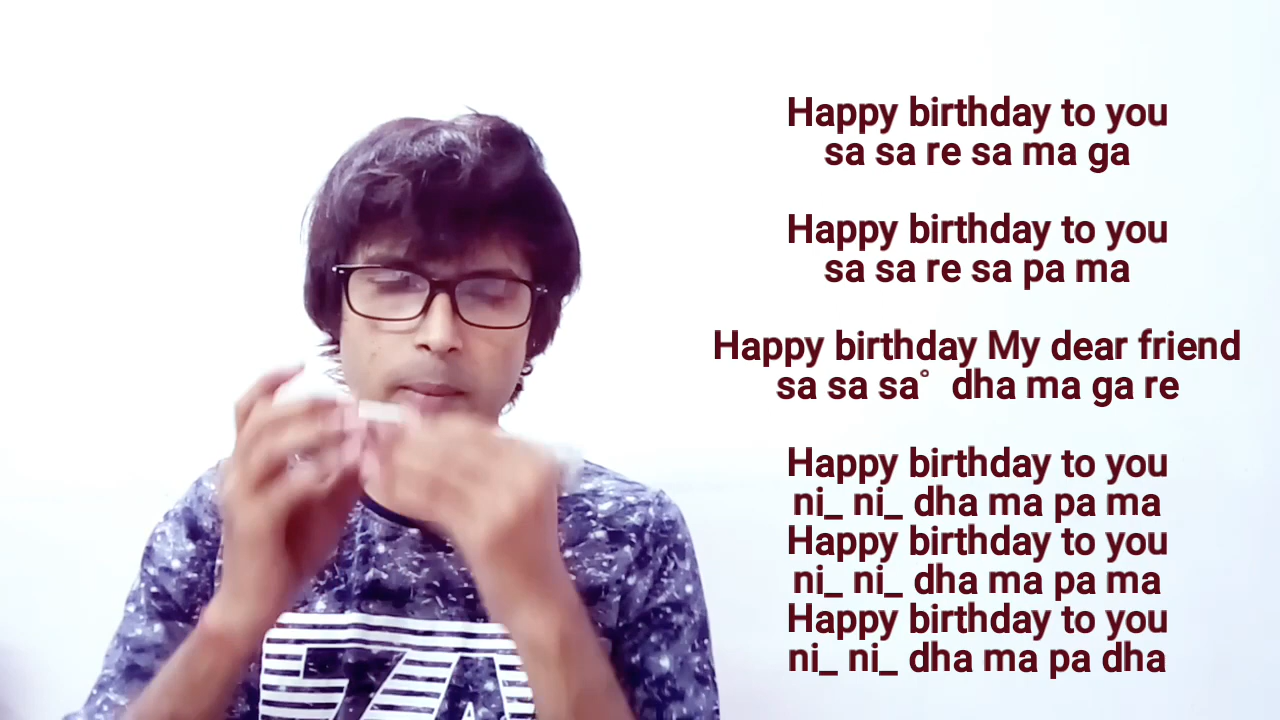 Happy birthday to you
sa sa re sa ma ga
Happy birthday to you
sa sa re sa pa ma
Happy birthday My dear friend
sa sa sa° dha ma ga re
Happy birthday to you
ni_ ni_ dha ma pa ma
Happy birthday to you
ni_ ni_ dha ma pa ma
Happy birthday to you
ni_ ni_ dha ma pa dha